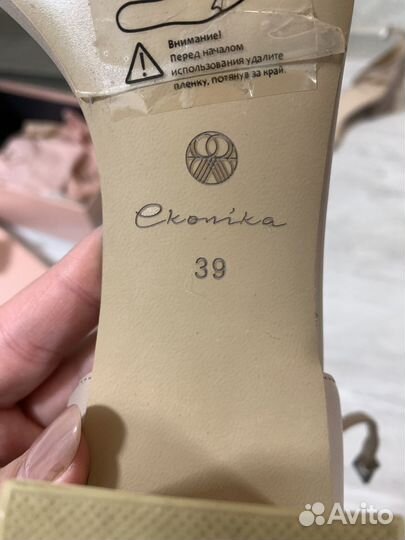 Внимание!
Перед началом
использования удалите
пленку, потянув за край.
Ekonika
39
Avito